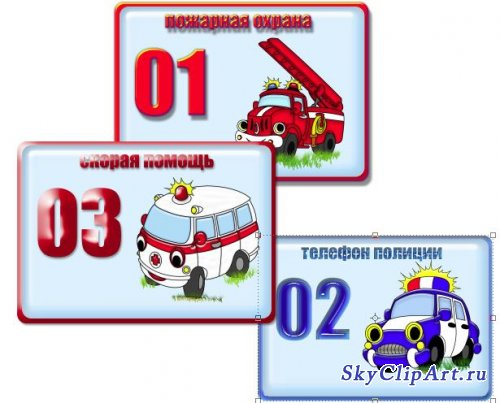 пожарная охрана
01
скорая помощь
03
телефон полиции
02
SkyClipArt.ru